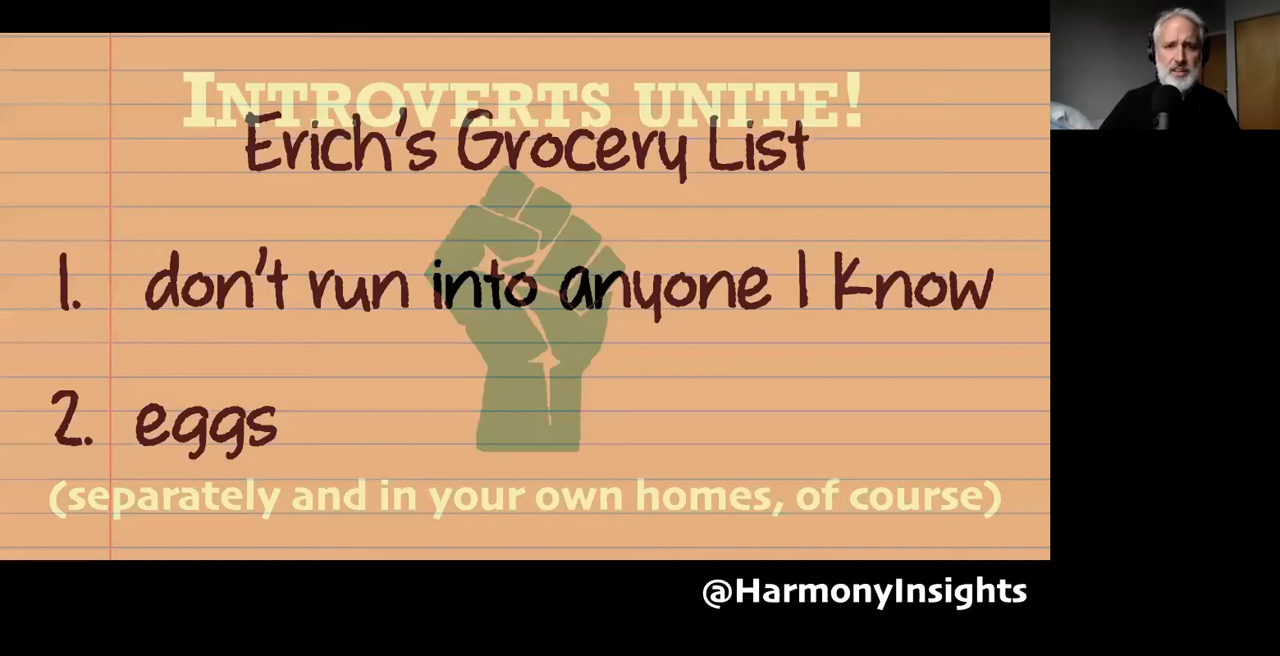 INTROVERTS UNITE!
Erich's Grocery List
1. don't run into anyone I know
2. eggs
(separately and in your own homes, of course)
@HarmonyInsights